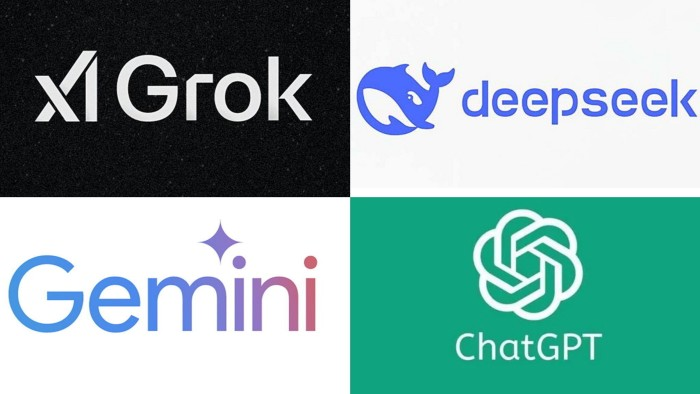 xAI Grok
deepseek
Gemini
ChatGPT